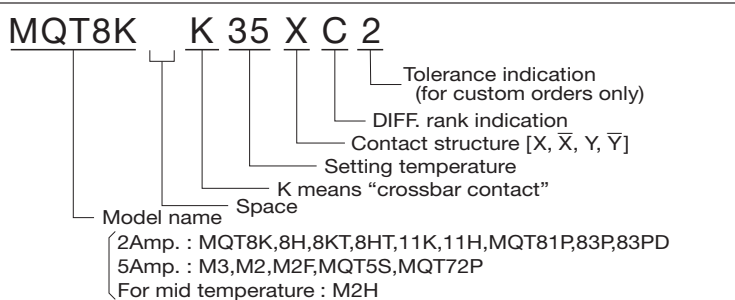 MQT8K K 35 X C 2
Tolerance indication
(for custom orders only)
DIFF. rank indication
Contact structure [X, X̅, Y, Y̅]
Setting temperature
K means “crossbar contact”
Space
Model name
2Amp. : MQT8K,8H,8KT,8HT,11K,11H,MQT81P,83P,83PD
5Amp. : M3,M2,M2F,MQT5S,MQT72P
For mid temperature : M2H